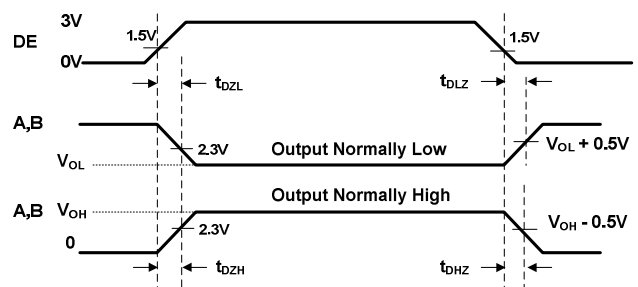 3V
DE
1.5V
1.5V
0V
tDZL
tDLZ
A,B
2.3V
Output Normally Low
VOL + 0.5V
VOL
Output Normally High
A,B
VOH
2.3V
VOH - 0.5V
0
tDZH
tDHZ